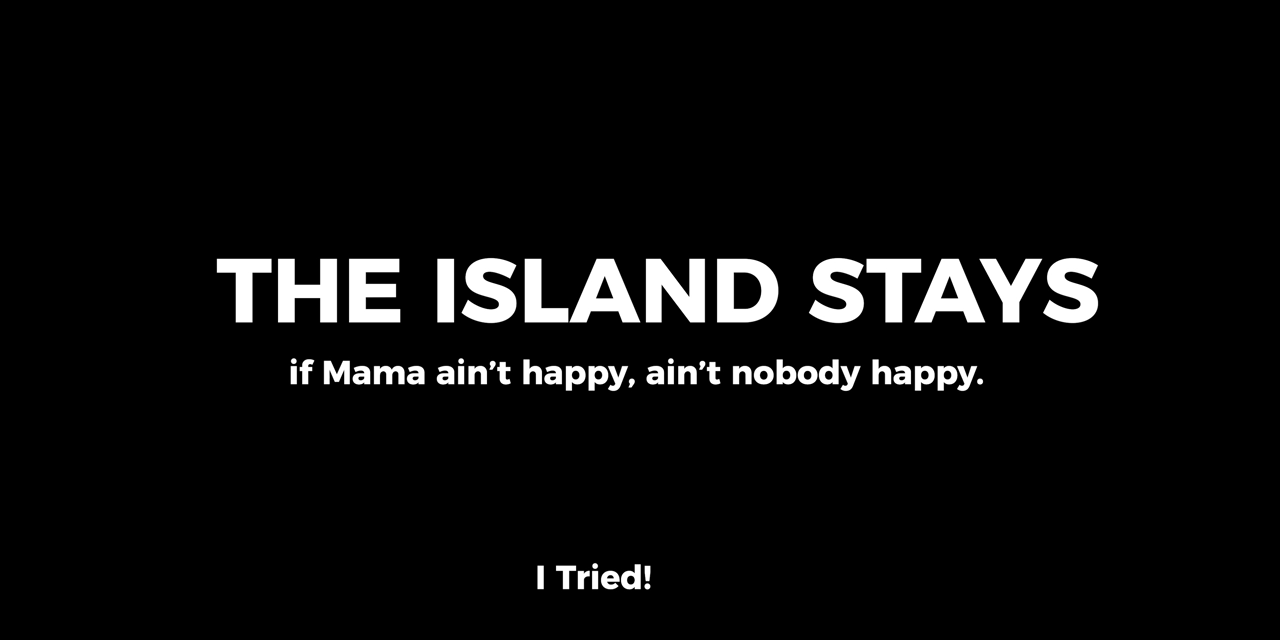 THE ISLAND STAYS
if Mama ain’t happy, ain’t nobody happy.
I Tried!